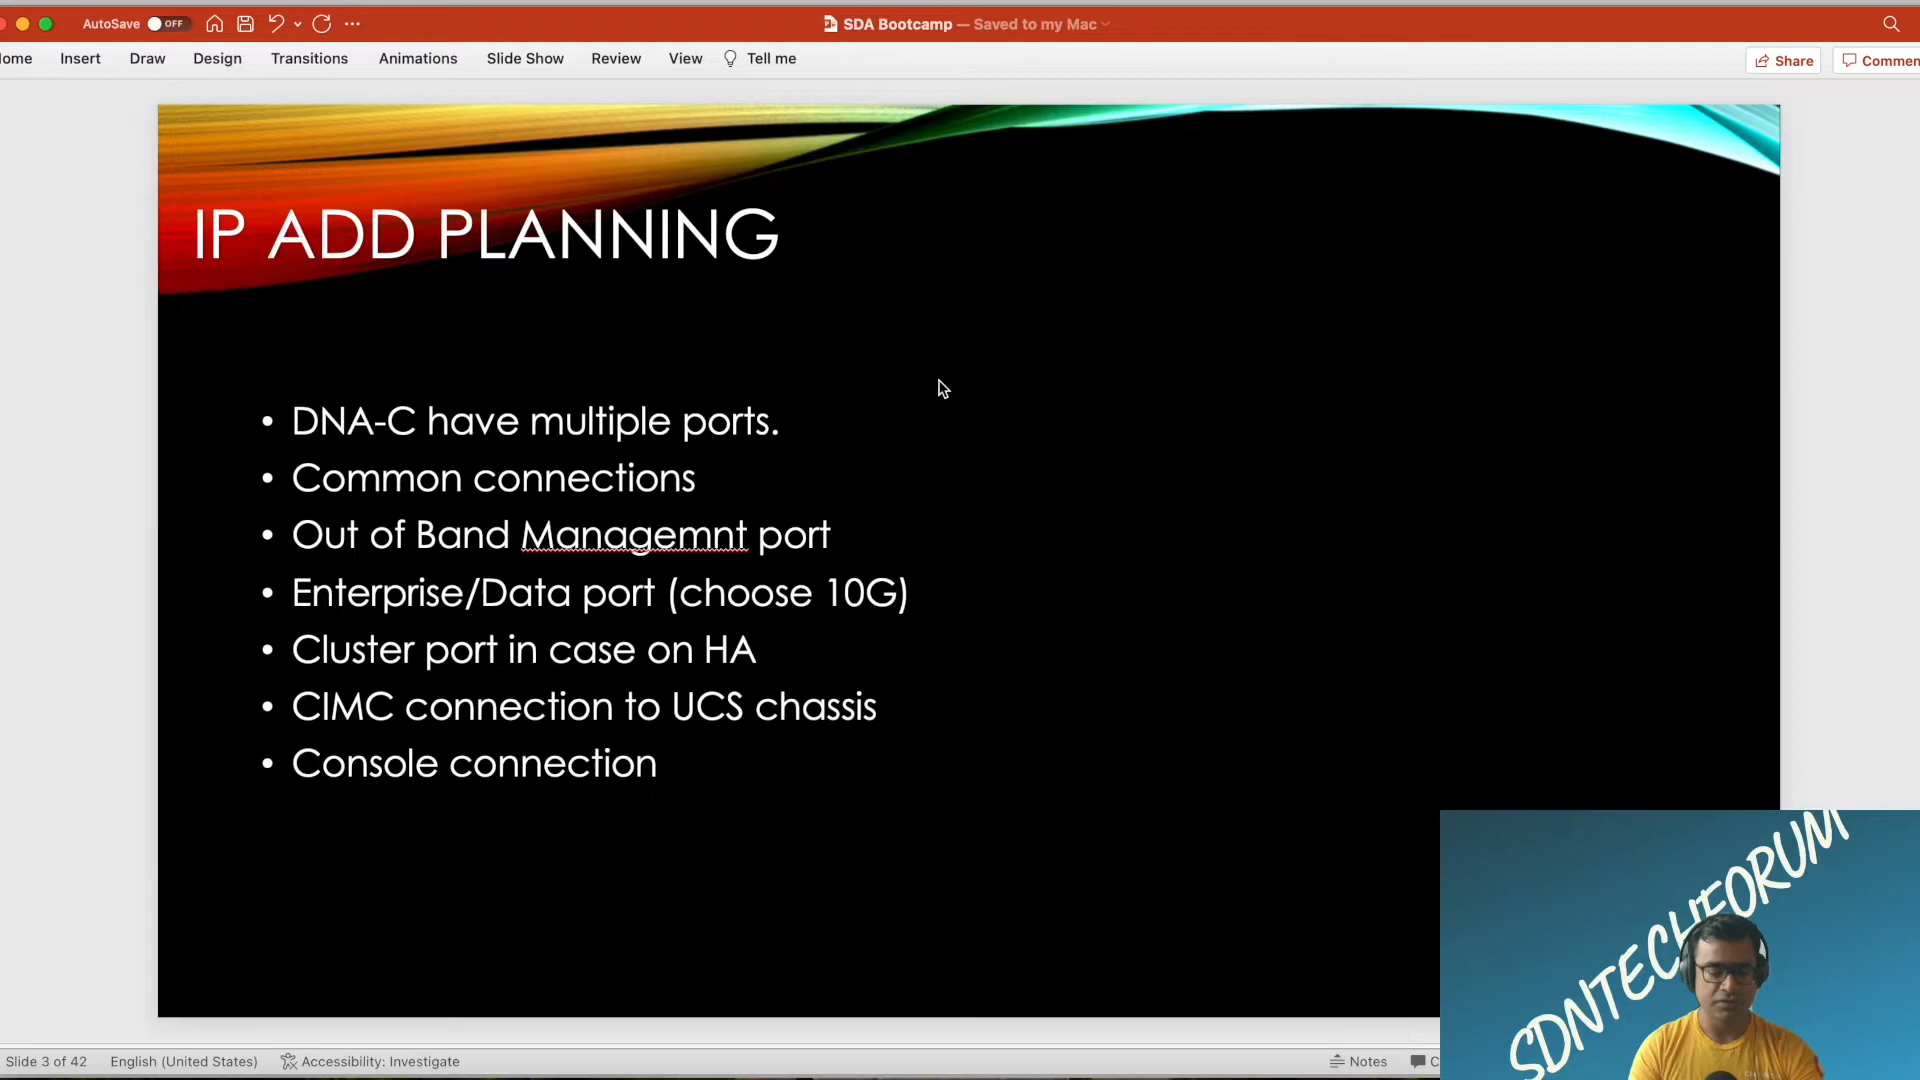 AutoSave OFF
SDA Bootcamp — Saved to my Mac
Insert Draw Design Transitions Animations Slide Show Review View Tell me
Share
IP ADD PLANNING
• DNA-C have multiple ports.
• Common connections
• Out of Band Managemnt port
• Enterprise/Data port (choose 10G)
• Cluster port in case on HA
• CIMC connection to UCS chassis
• Console connection
SDNTECHFORUM
Slide 3 of 42 English (United States) Accessibility: Investigate Notes